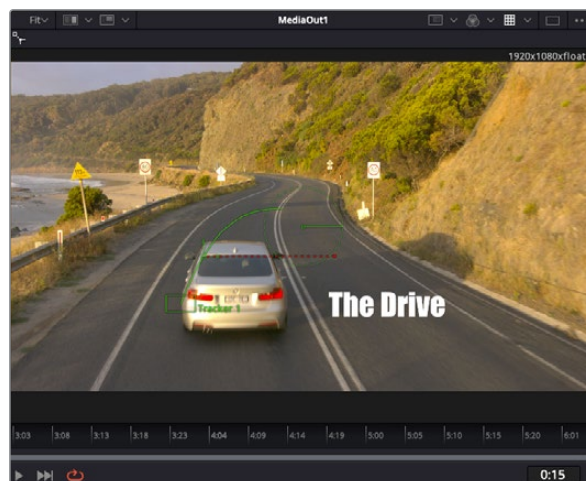 Fit MediaOut1
1920x1080xfloat
Tracker 1
The Drive
3:03 3:08 3:13 3:18 3:23 4:04 4:09 4:14 4:19 5:00 5:05 5:10 5:15 5:20 6:01
0:15